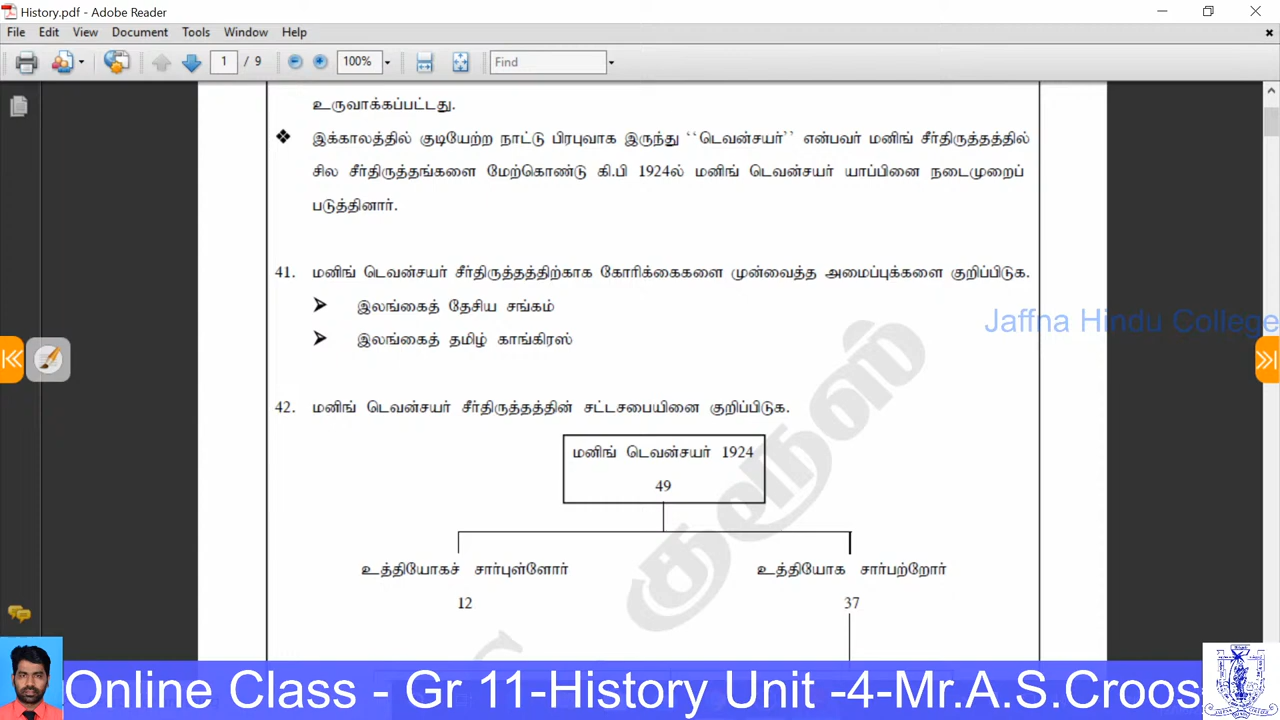 History.pdf - Adobe Reader
File Edit View Document Tools Window Help
1 / 9 100% Find
உருவாக்கப்பட்டது.
❖ இக்காலத்தில் குடியேற்ற நாட்டு பிரபுவாக இருந்து ‘‘டெவன்சயர்’’ என்பவர் மனிங் சீர்திருத்தத்தில்
சில சீர்திருத்தங்களை மேற்கொண்டு கி.பி 1924ல் மனிங் டெவன்சயர் யாப்பினை நடைமுறைப்
படுத்தினார்.
41. மனிங் டெவன்சயர் சீர்திருத்தத்திற்காக கோரிக்கைகளை முன்வைத்த அமைப்புக்களை குறிப்பிடுக.
➤ இலங்கைத் தேசிய சங்கம்
Jaffna Hindu College
➤ இலங்கைத் தமிழ் காங்கிரஸ்
42. மனிங் டெவன்சயர் சீர்திருத்தத்தின் சட்டசபையினை குறிப்பிடுக.
மனிங் டெவன்சயர் 1924
49
உத்தியோகச் சார்புள்ளோர் உத்தியோக சார்பற்றோர்
12 37
Online Class - Gr 11-History Unit -4-Mr.A.S.Croos